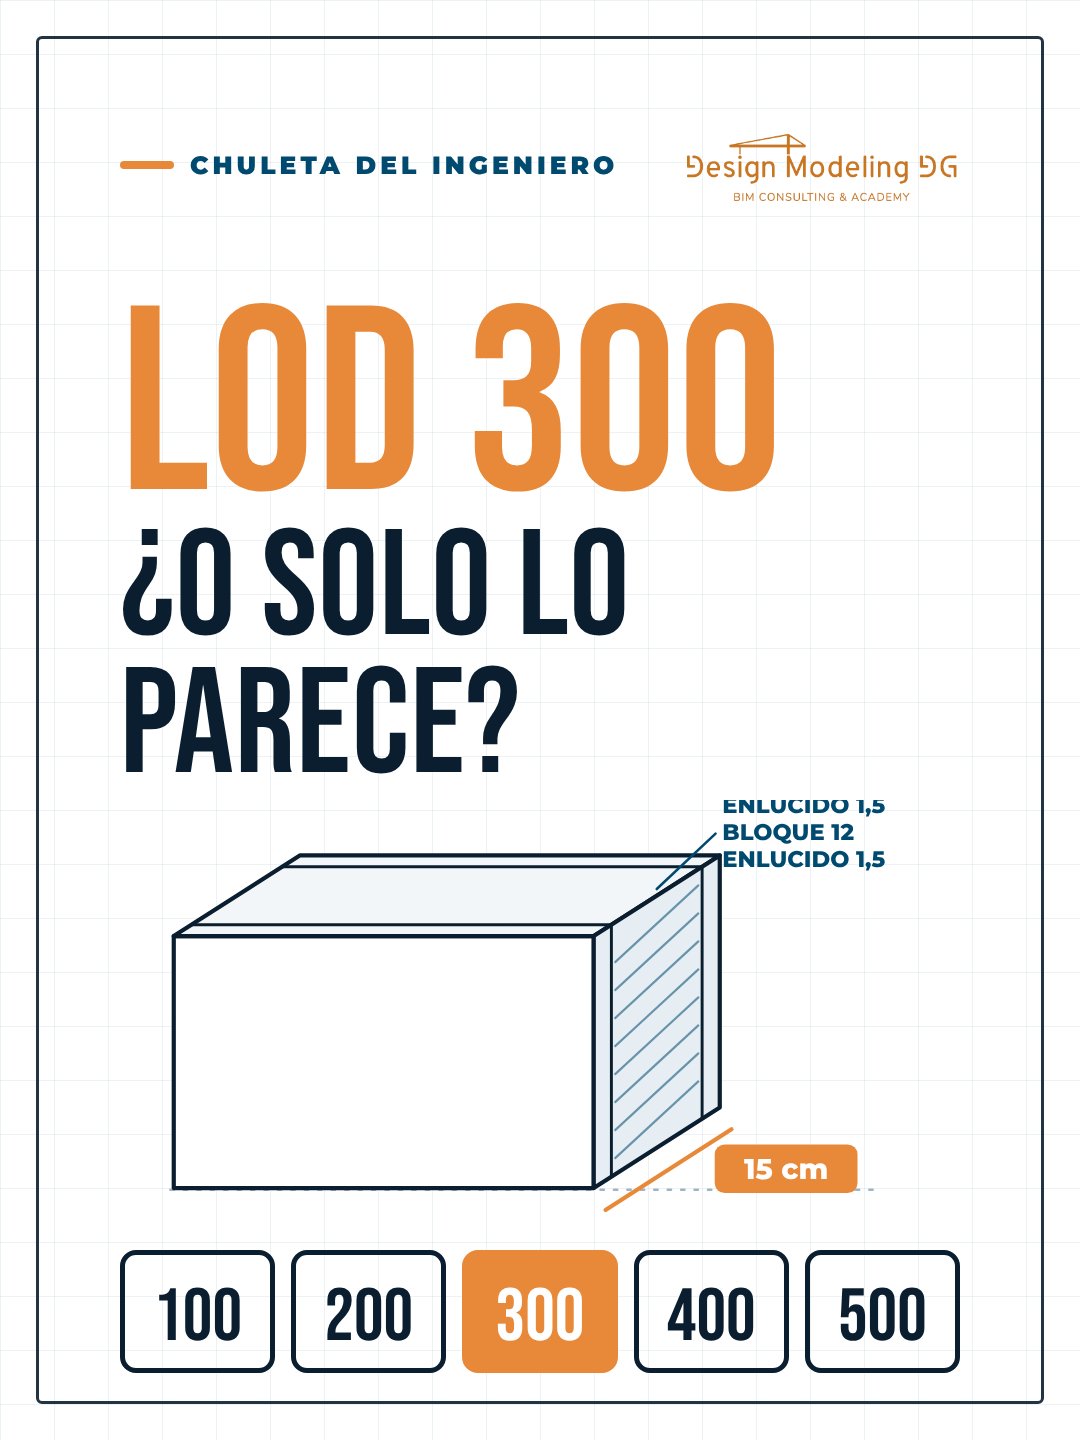 CHULETA DEL INGENIERO
Design Modeling DG
BIM CONSULTING & ACADEMY
LOD 300
¿O SOLO LO
PARECE?
ENLUCIDO 1,5
BLOQUE 12
ENLUCIDO 1,5
15 cm
100
200
300
400
500